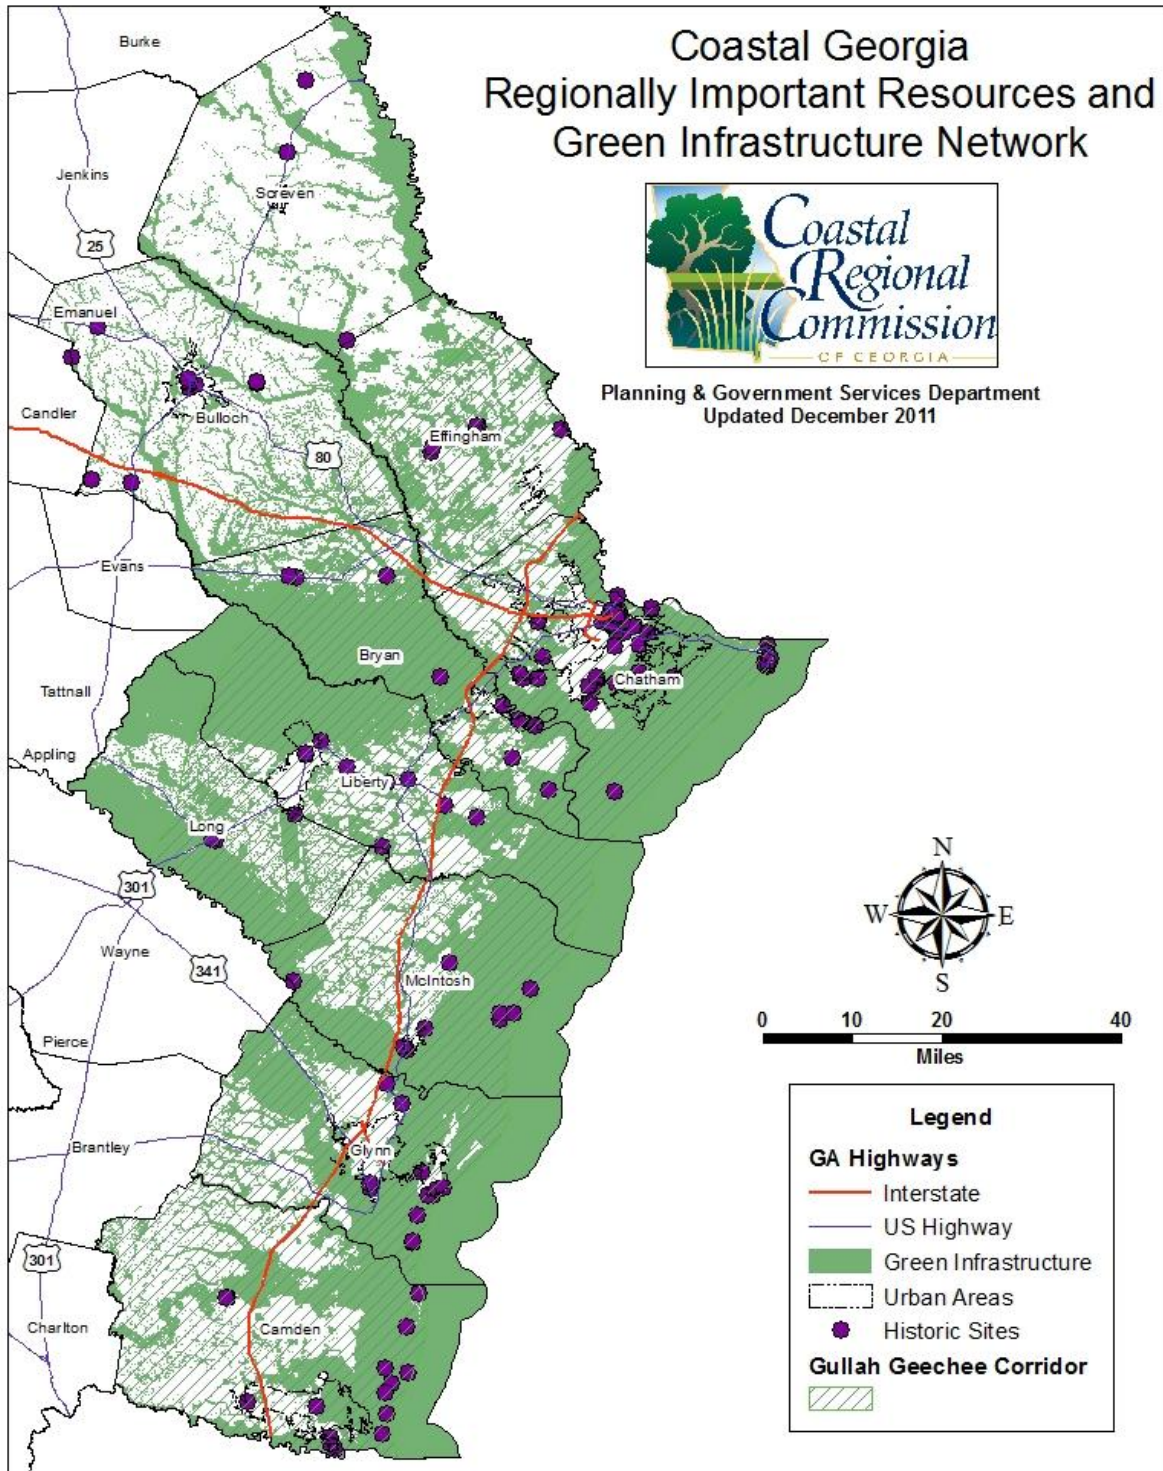 Coastal Georgia
Regionally Important Resources and
Green Infrastructure Network
Coastal
Regional
Commission
OF GEORGIA
Planning & Government Services Department
Updated December 2011
Burke
Jenkins
Screven
25
Emanuel
Candler
Bulloch
80
Effingham
Evans
Bryan
Chatham
Tattnall
Appling
Liberty
Long
301
Wayne
341
McIntosh
Pierce
Brantley
Glynn
301
Charlton
Camden
N
W E
S
0 10 20 40
Miles
Legend
GA Highways
Interstate
US Highway
Green Infrastructure
Urban Areas
Historic Sites
Gullah Geechee Corridor